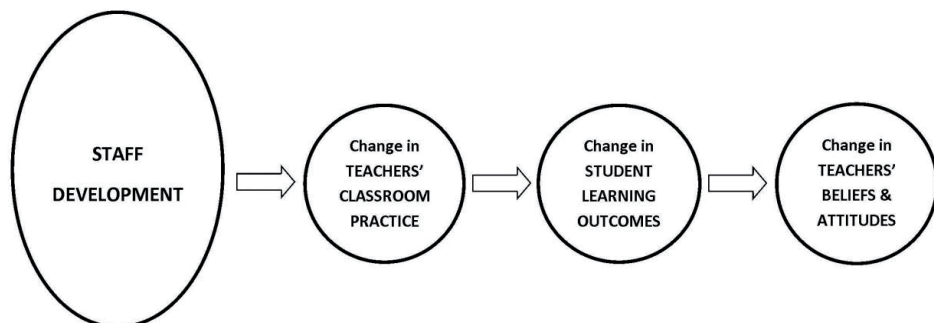 STAFF
DEVELOPMENT
Change in
TEACHERS’
CLASSROOM
PRACTICE
Change in
STUDENT
LEARNING
OUTCOMES
Change in
TEACHERS’
BELIEFS &
ATTITUDES